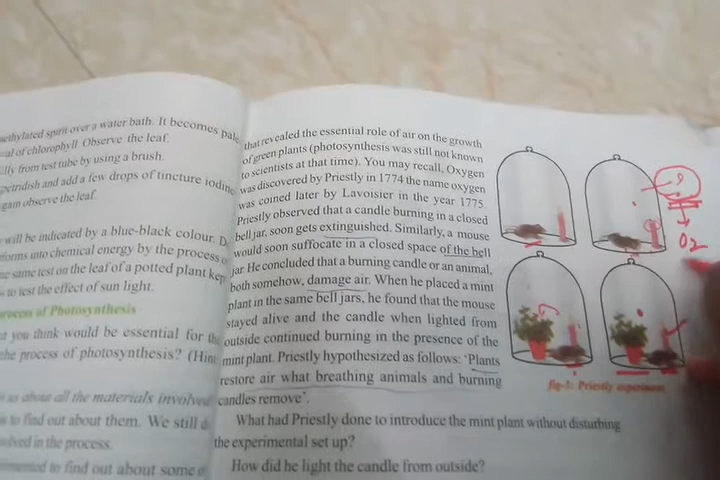 methylated spirit over a water bath. It becomes pale
of chlorophyll. Observe the leaf.
from test tube by using a brush.
petridish and add a few drops of tincture iodine
observe the leaf.
will be indicated by a blue-black colour.
into chemical energy by the process
same test on the leaf of a potted plant kep
to test the effect of sun light.
process of Photosynthesis
you think would be essential for the
the process of photosynthesis? (Hint
about all the materials involved
to find out about them. We still
in the process.
to find out about some
that revealed the essential role of air on the growth
of green plants (photosynthesis was still not known
to scientists at that time). You may recall, Oxygen
was discovered by Priestly in 1774 the name oxygen
was coined later by Lavoisier in the year 1775.
Priestly observed that a candle burning in a closed
bell jar, soon gets extinguished. Similarly, a mouse
would soon suffocate in a closed space of the bell
jar. He concluded that a burning candle or an animal,
both somehow, damage air. When he placed a mint
plant in the same bell jars, he found that the mouse
stayed alive and the candle when lighted from
outside continued burning in the presence of the
mint plant. Priestly hypothesized as follows: 'Plants
restore air what breathing animals and burning
candles remove'.
What had Priestly done to introduce the mint plant without disturbing
the experimental set up?
How did he light the candle from outside?
O2
fig-1: Priestly experiment